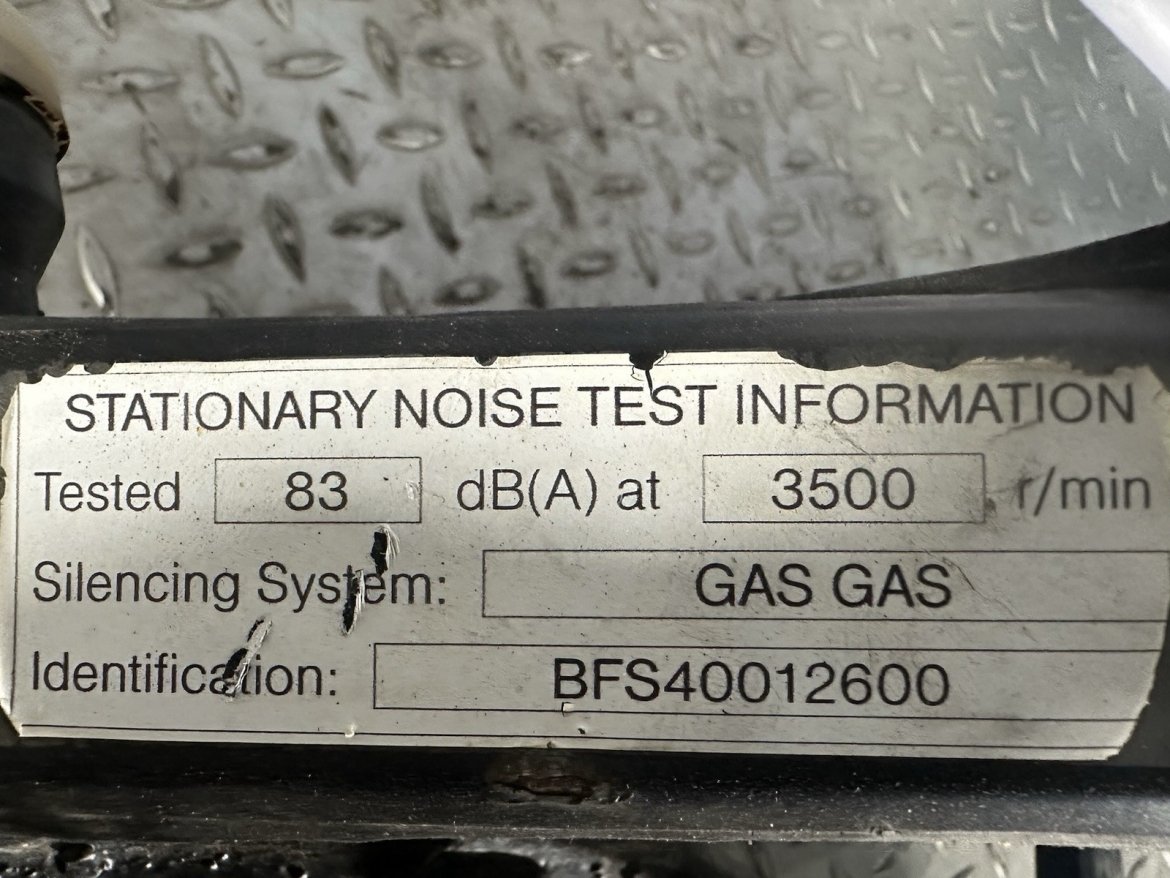 STATIONARY NOISE TEST INFORMATION
Tested 83 dB(A) at 3500 r/min
Silencing System: GAS GAS
Identification: BFS40012600